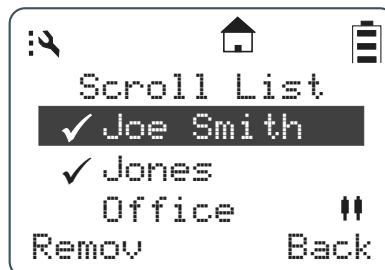 Scroll List
✓ Joe Smith
✓ Jones
Office
Remov Back